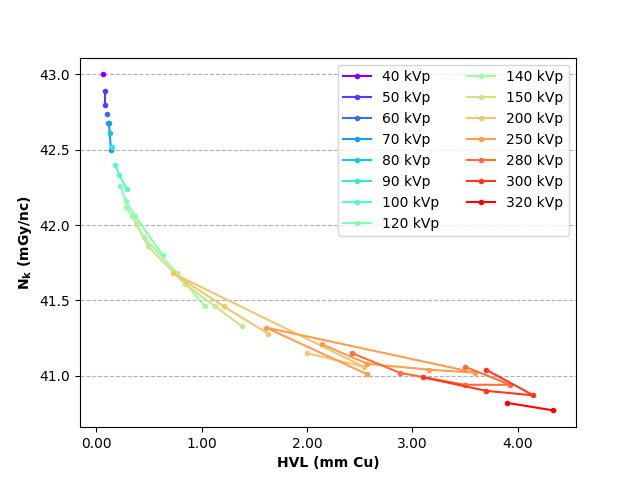 43.0
42.5
42.0
41.5
41.0
N_k (mGy/nc)
40 kVp
50 kVp
60 kVp
70 kVp
80 kVp
90 kVp
100 kVp
120 kVp
140 kVp
150 kVp
200 kVp
250 kVp
280 kVp
300 kVp
320 kVp
0.00 1.00 2.00 3.00 4.00
HVL (mm Cu)